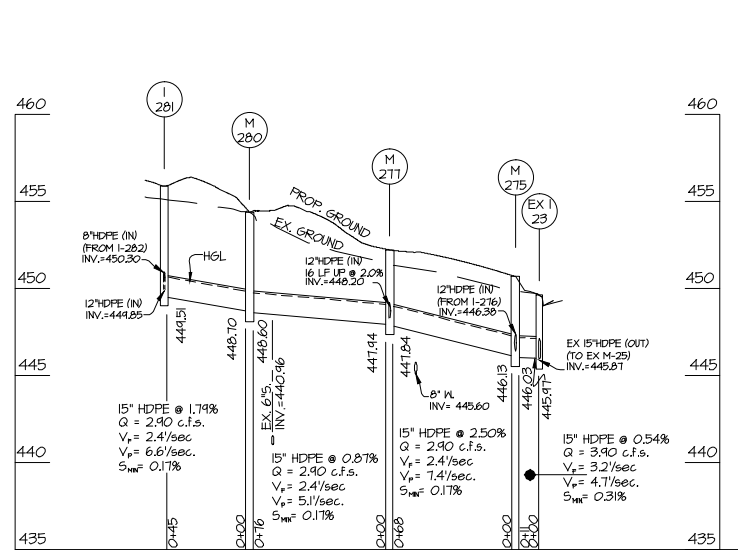 460
460
455
455
450
450
445
445
440
440
435
435
I
281
M
280
M
277
M
275
EX I
23
PROP. GROUND
EX. GROUND
HGL
8"HDPE (IN)
(FROM I-282)
INV.=450.30
12"HDPE (IN)
INV.=449.85
12"HDPE (IN)
16 LF UP @ 2.0%
INV.=448.20
12"HDPE (IN)
(FROM I-276)
INV.=446.38
EX 15"HDPE (OUT)
(TO EX M-25)
INV.=445.87
449.51
448.70
448.60
447.94
447.84
446.13
446.03
445.97
EX. 6"S.
INV.=440.96
8" W.
INV= 445.60
15" HDPE @ 1.79%
Q = 2.90 c.f.s.
VF = 2.4'/sec
VP = 6.6'/sec.
SMIN= 0.17%
15" HDPE @ 0.87%
Q = 2.90 c.f.s.
VF = 2.4'/sec
VP = 5.1'/sec.
SMIN= 0.17%
15" HDPE @ 2.50%
Q = 2.90 c.f.s.
VF = 2.4'/sec
VP = 7.4'/sec.
SMIN= 0.17%
15" HDPE @ 0.54%
Q = 3.90 c.f.s.
VF = 3.2'/sec
VP = 4.7'/sec.
SMIN= 0.31%
0+45
0+00
0+76
0+00
0+68
0+00
0+11
0+00